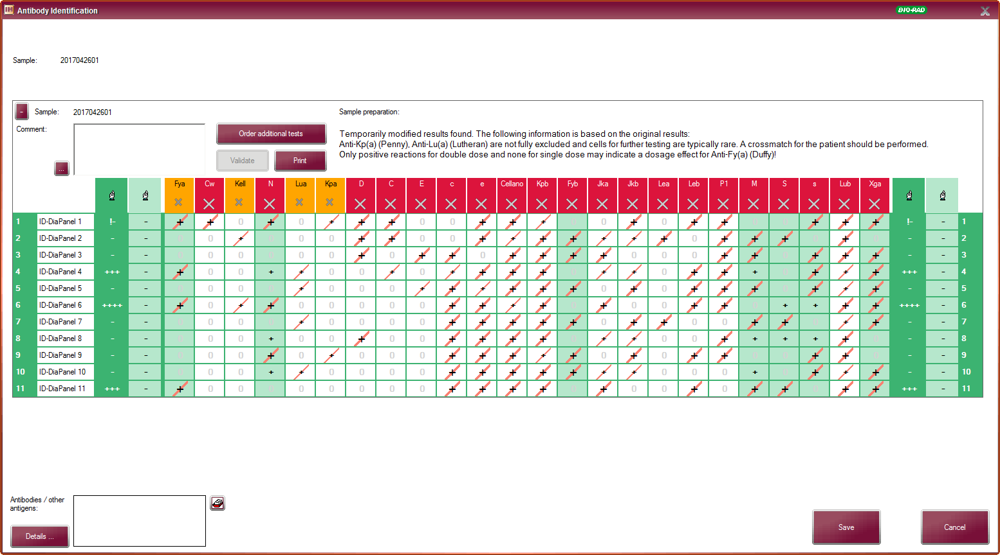 IH Antibody Identification BIO-RAD
Sample: 2017042601
- Sample: 2017042601 Sample preparation:
Comment:
Order additional tests
Temporarily modified results found. The following information is based on the original results:
Anti-Kp(a) (Penny), Anti-Lu(a) (Lutheran) are not fully excluded and cells for further testing are typically rare. A crossmatch for the patient should be performed.
Only positive reactions for double dose and none for single dose may indicate a dosage effect for Anti-Fy(a) (Duffy)!
Validate Print
...
Fya Cw Kell N Lua Kpa D C E c e Cellano Kpb Fyb Jka Jkb Lea Leb P1 M S s Lub Xga
1 ID-DiaPanel 1 !- - + + 0 + 0 + + + 0 0 + + + 0 0 + 0 + + 0 0 + + + !- - 1
2 ID-DiaPanel 2 - - 0 0 + 0 0 0 + + 0 0 + + + + + + + 0 + + + 0 + 0 - - 2
3 ID-DiaPanel 3 - - 0 0 0 0 0 0 + 0 + + 0 + + + + 0 0 0 + + 0 + + + - - 3
4 ID-DiaPanel 4 +++ - + 0 0 + + 0 0 + 0 + + + + 0 + + 0 + + + 0 + + + +++ - 4
5 ID-DiaPanel 5 - - 0 0 0 0 + 0 0 0 + + + + + + 0 + 0 + + + 0 + + + - - 5
6 ID-DiaPanel 6 ++++ - + 0 + + 0 0 0 0 0 + + + + 0 + 0 0 + + 0 + + + + ++++ - 6
7 ID-DiaPanel 7 - - 0 0 0 0 + 0 0 0 0 + + + + + 0 + + 0 0 + + 0 + + - - 7
8 ID-DiaPanel 8 - - 0 0 0 + 0 0 + 0 0 + + + + 0 + + 0 0 + + + + + 0 - - 8
9 ID-DiaPanel 9 - - 0 0 0 + 0 + 0 0 0 + + + + + 0 + 0 + + 0 0 + + 0 - - 9
10 ID-DiaPanel 10 - - 0 0 0 + + 0 0 0 0 + + + + + + + 0 0 0 + 0 + + + - - 10
11 ID-DiaPanel 11 +++ - + 0 0 0 0 0 0 0 0 + + + + 0 + 0 0 + 0 + + 0 + + +++ - 11
Antibodies / other
antigens:
Details ... Save Cancel